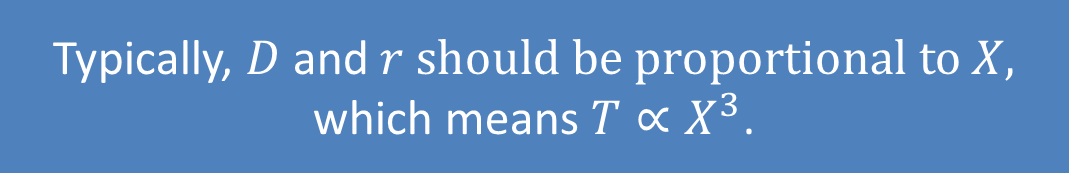 Typically, D and r should be proportional to X,
which means T ∝ X³.